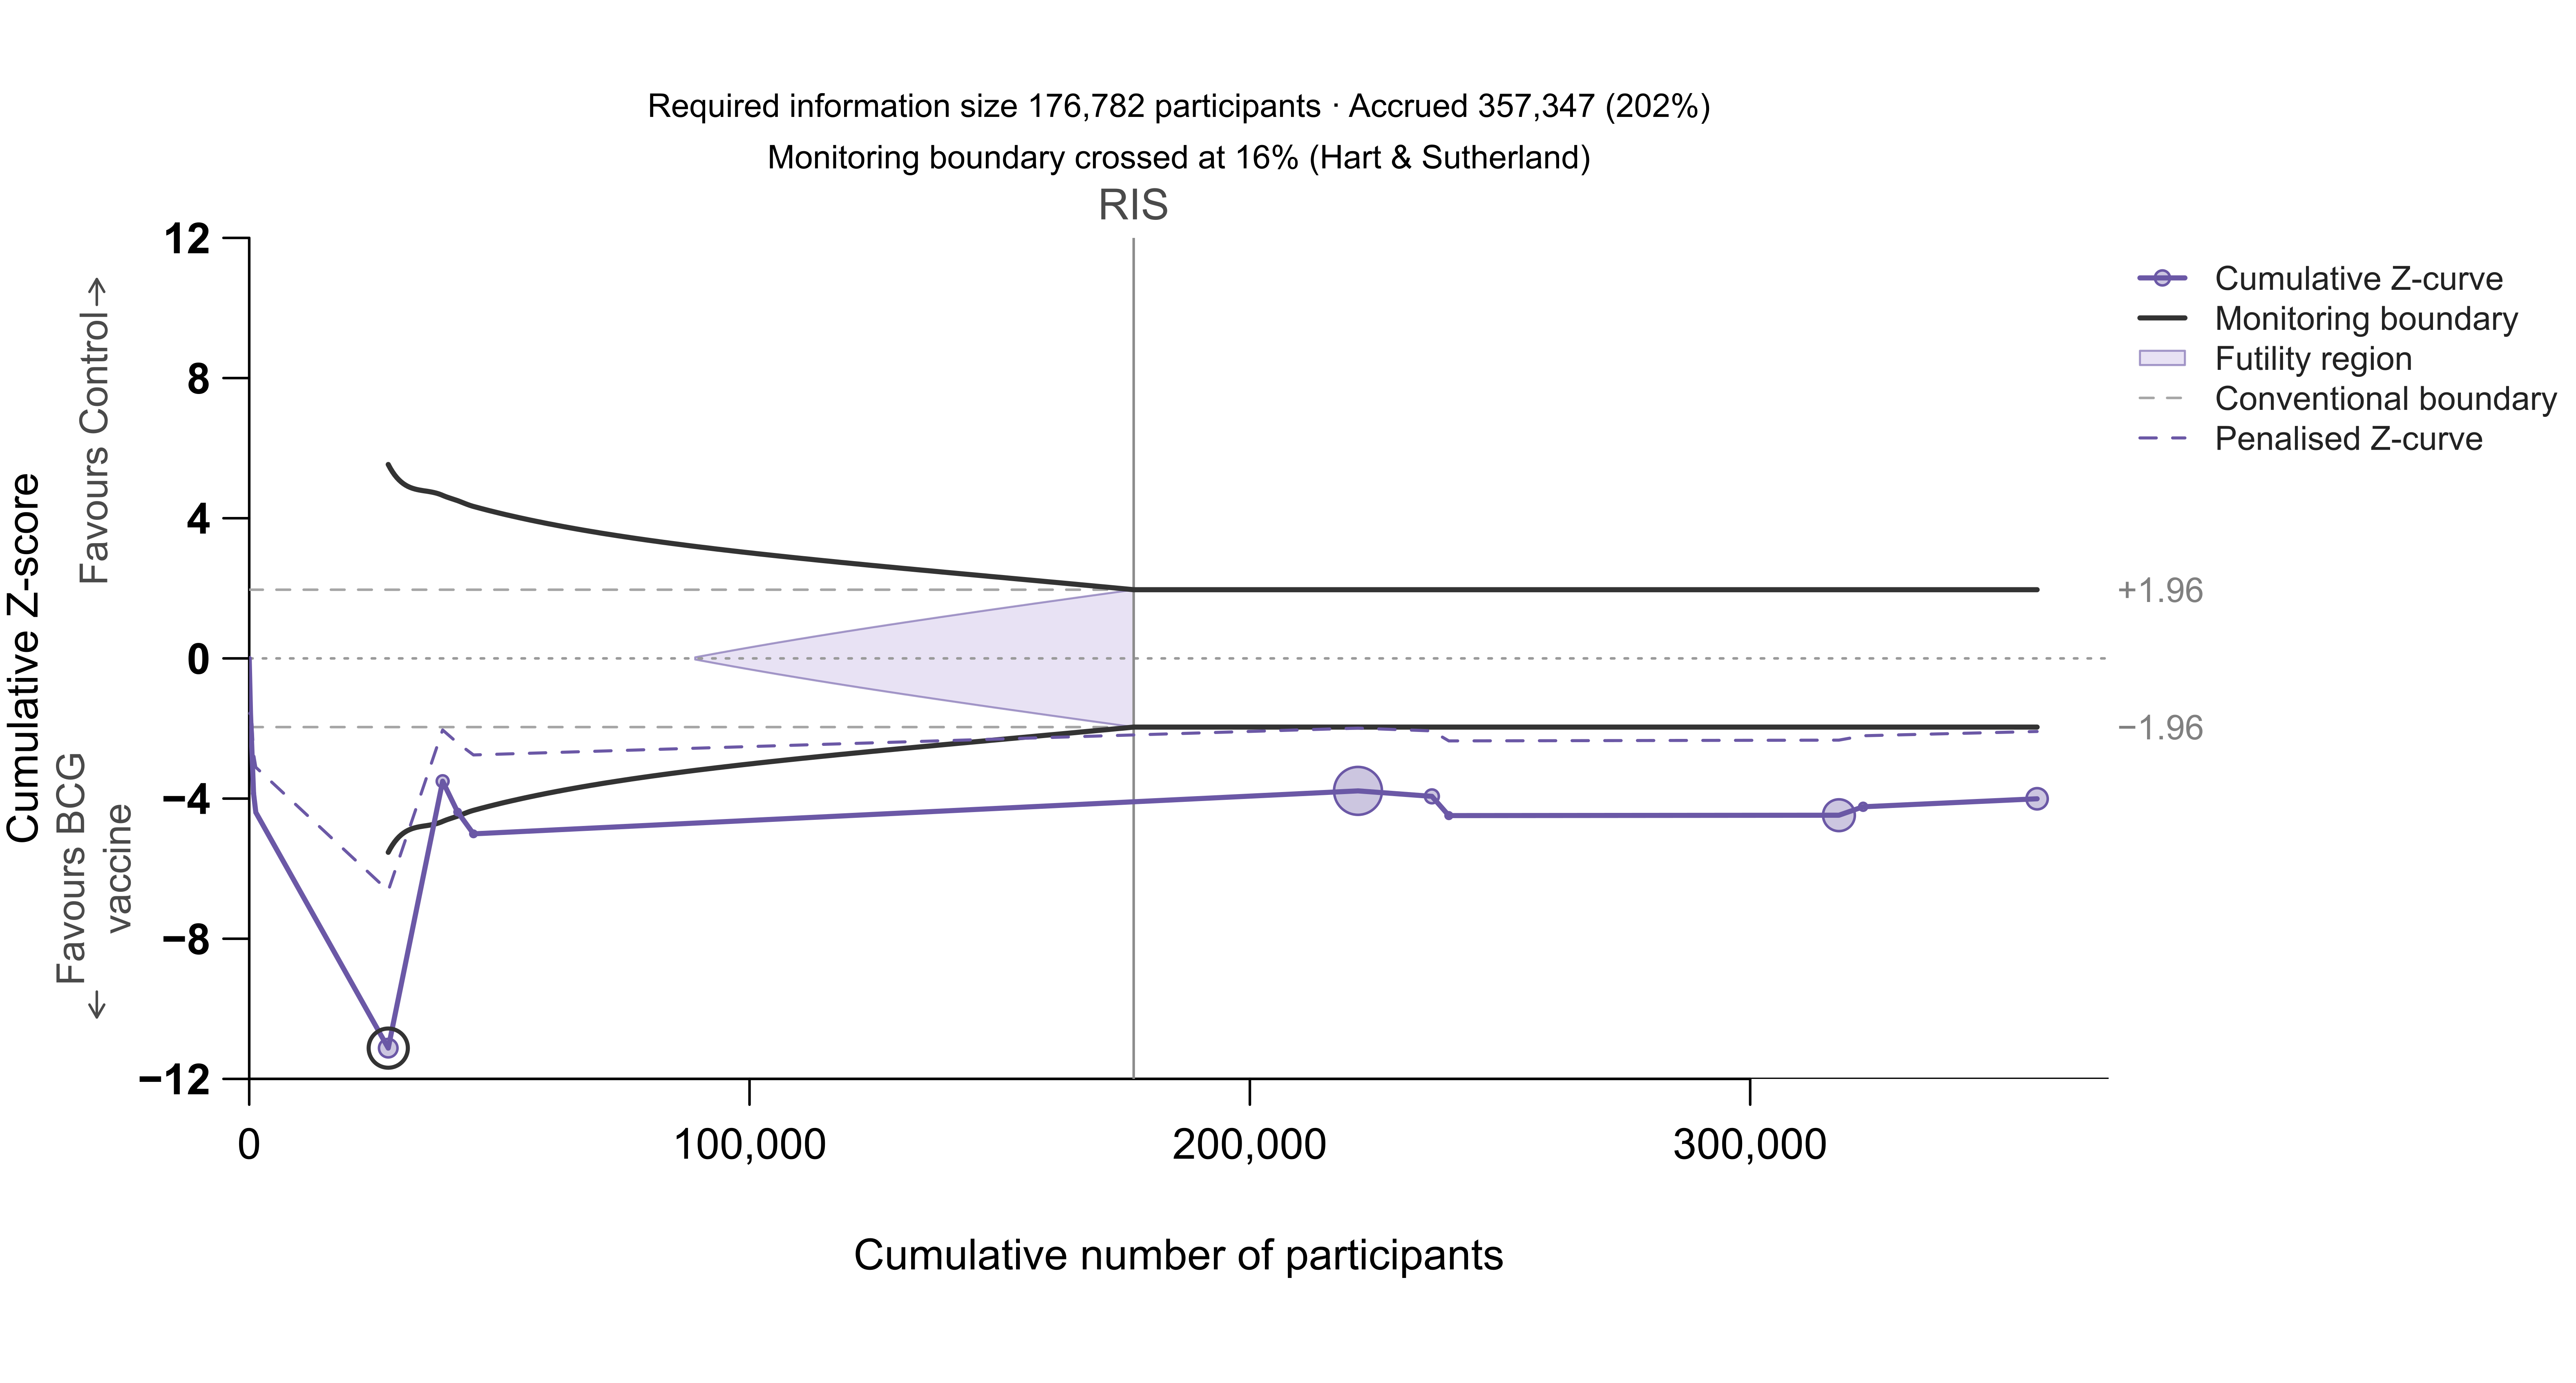 Required information size 176,782 participants · Accrued 357,347 (202%)
Monitoring boundary crossed at 16% (Hart & Sutherland)
RIS
12
8
4
0
−4
−8
−12
Cumulative Z-score
Favours Control →
← Favours BCG
vaccine
Cumulative Z-curve
Monitoring boundary
Futility region
Conventional boundary
Penalised Z-curve
+1.96
−1.96
0
100,000
200,000
300,000
Cumulative number of participants